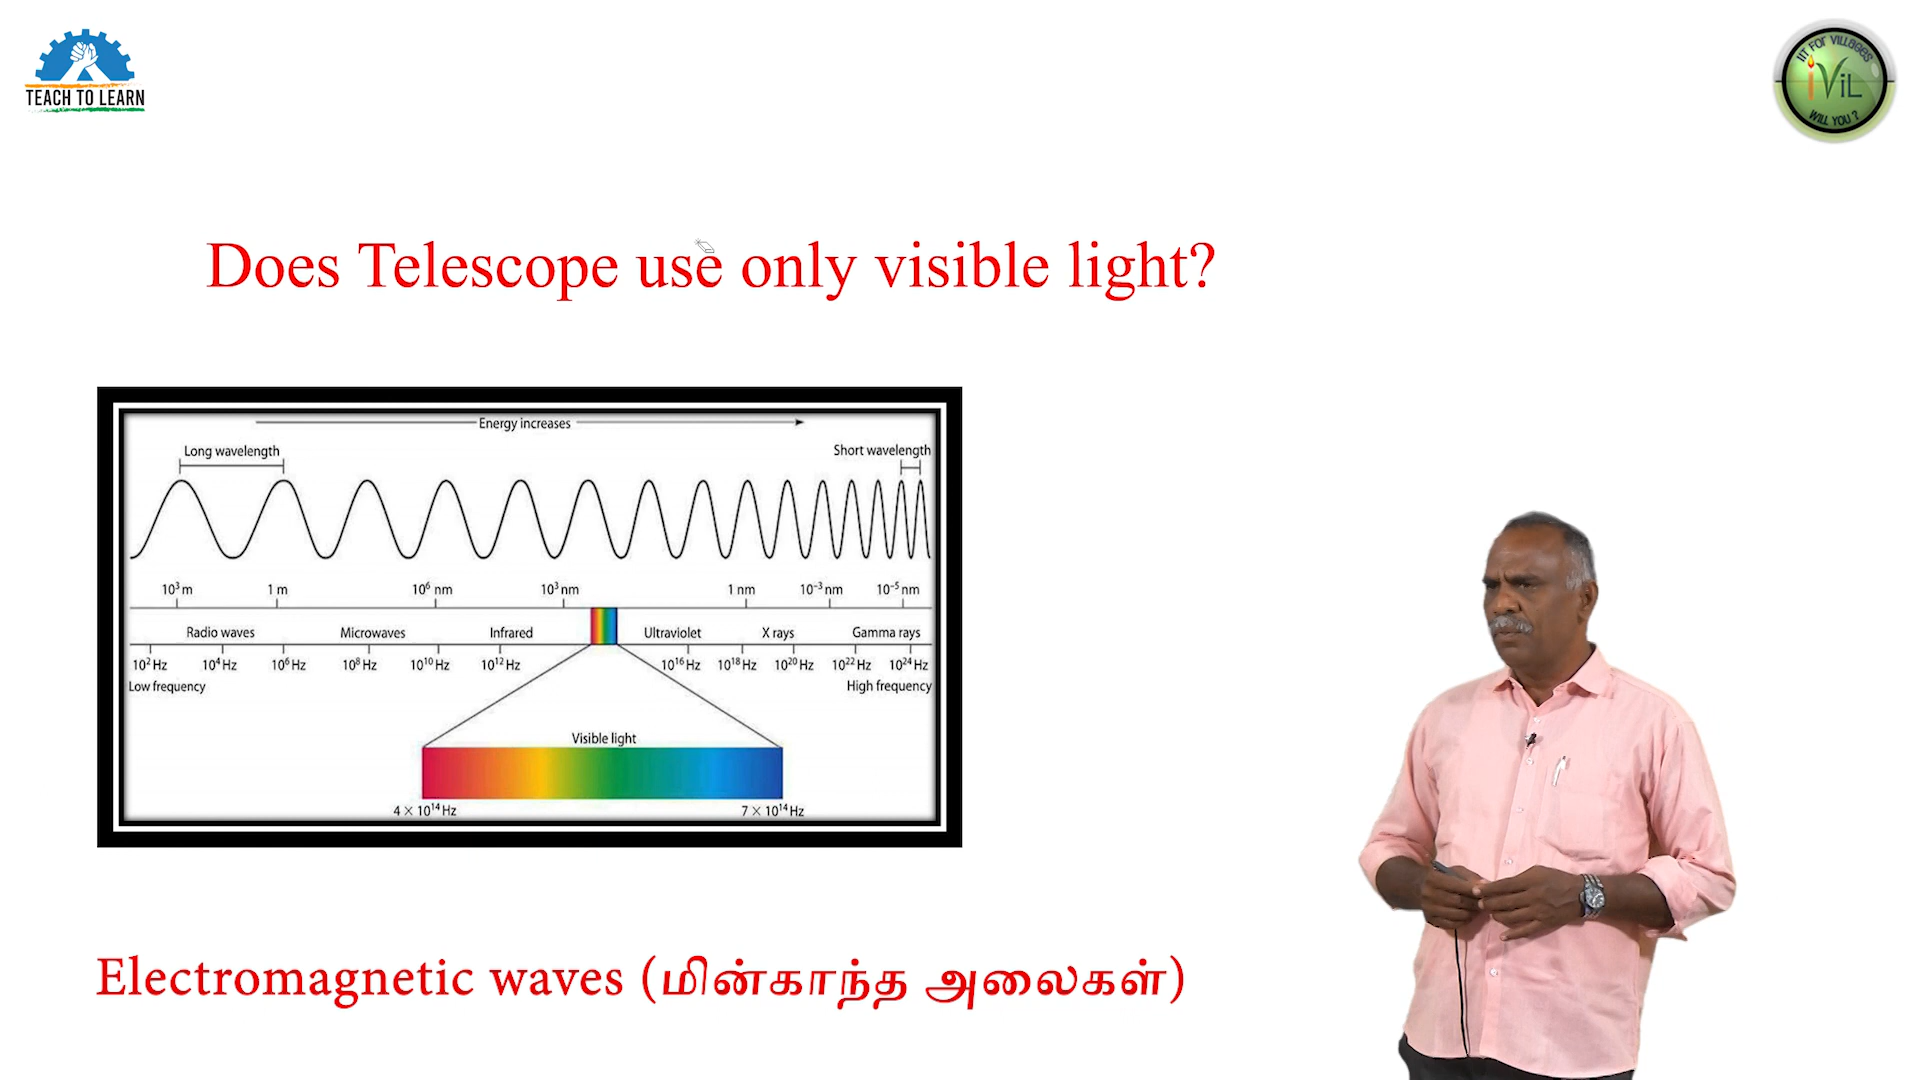 TEACH TO LEARN
IIT FOR VILLAGES
iViL
WILL YOU ?
Does Telescope use only visible light?
Energy increases
Long wavelength
Short wavelength
10³ m 1 m 10⁶ nm 10³ nm 1 nm 10⁻³ nm 10⁻⁵ nm
Radio waves Microwaves Infrared Ultraviolet X rays Gamma rays
10² Hz 10⁴ Hz 10⁶ Hz 10⁸ Hz 10¹⁰ Hz 10¹² Hz 10¹⁶ Hz 10¹⁸ Hz 10²⁰ Hz 10²² Hz 10²⁴ Hz
Low frequency High frequency
Visible light
4 × 10¹⁴ Hz 7 × 10¹⁴ Hz
Electromagnetic waves (மின்காந்த அலைகள்)